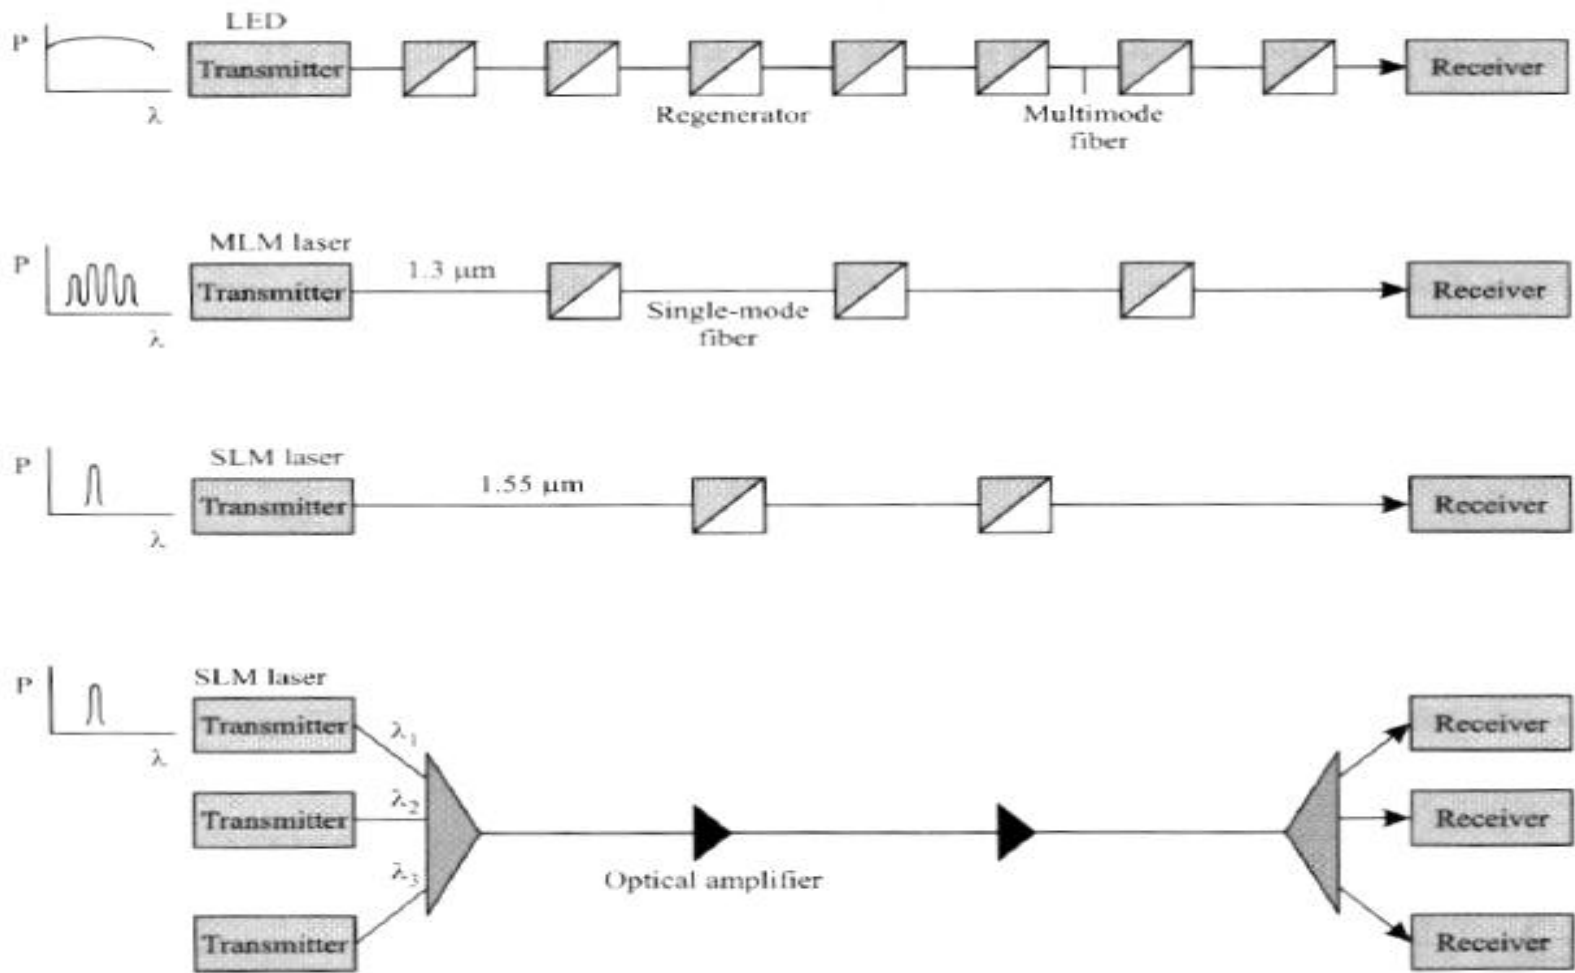 LED
P
Transmitter
Receiver
λ
Regenerator
Multimode
fiber
MLM laser
P
Transmitter
1.3 μm
Receiver
Single-mode
fiber
λ
SLM laser
P
Transmitter
1.55 μm
Receiver
λ
SLM laser
P
Transmitter
λ1
Receiver
λ
Transmitter
λ2
Receiver
λ3
Optical amplifier
Transmitter
Receiver